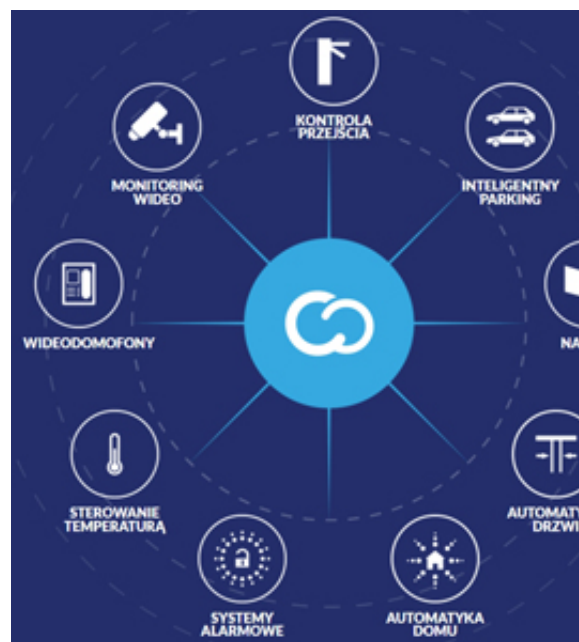 KONTROLA
PRZEJŚCIA
MONITORING
WIDEO
INTELIGENTNY
PARKING
WIDEODOMOFONY
STEROWANIE
TEMPERATURĄ
SYSTEMY
ALARMOWE
AUTOMATYKA
DOMU